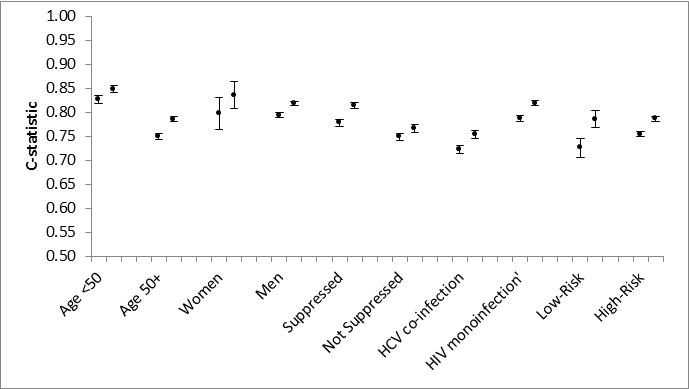 1.00
0.95
0.90
0.85
0.80
0.75
0.70
0.65
0.60
0.55
0.50
C-statistic
Age <50
Age 50+
Women
Men
Suppressed
Not Suppressed
HCV co-infection
HIV monoinfection'
Low-Risk
High-Risk